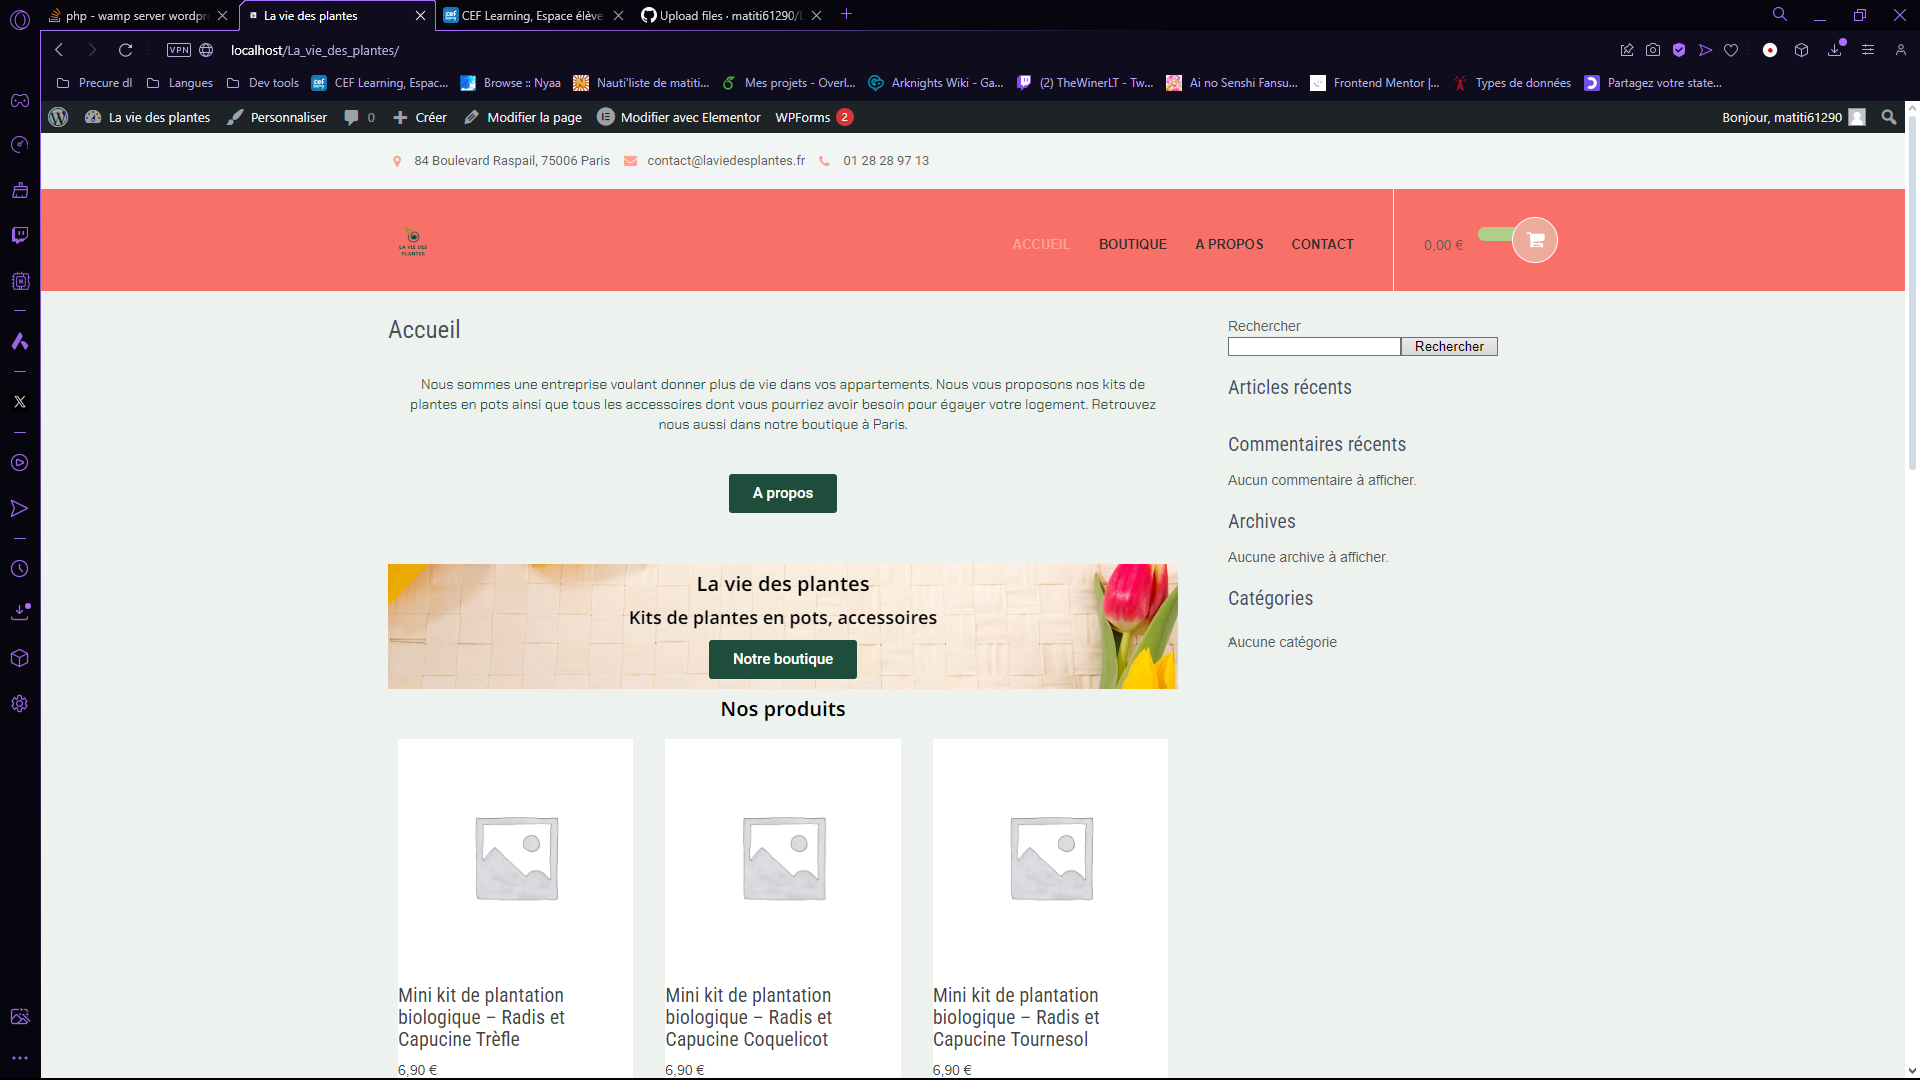 php - wamp server wordpr
La vie des plantes
CEF Learning, Espace élève
Upload files · matiti61290/L
VPN
localhost/La_vie_des_plantes/
Precure dl
Langues
Dev tools
CEF Learning, Espac...
Browse :: Nyaa
Nauti'liste de matiti...
Mes projets - Overl...
Arknights Wiki - Ga...
(2) TheWinerLT - Tw...
Ai no Senshi Fansu...
Frontend Mentor |...
Types de données
Partagez votre state...
La vie des plantes
Personnaliser
0
Créer
Modifier la page
Modifier avec Elementor
WPForms 2
Bonjour, matiti61290
84 Boulevard Raspail, 75006 Paris
contact@laviedesplantes.fr
01 28 28 97 13
LA VIE DES
PLANTES
ACCUEIL
BOUTIQUE
A PROPOS
CONTACT
0,00 €
Accueil
Nous sommes une entreprise voulant donner plus de vie dans vos appartements. Nous vous proposons nos kits de
plantes en pots ainsi que tous les accessoires dont vous pourriez avoir besoin pour égayer votre logement. Retrouvez
nous aussi dans notre boutique à Paris.
A propos
La vie des plantes
Kits de plantes en pots, accessoires
Notre boutique
Nos produits
Mini kit de plantation
biologique – Radis et
Capucine Trèfle
6,90 €
Mini kit de plantation
biologique – Radis et
Capucine Coquelicot
6,90 €
Mini kit de plantation
biologique – Radis et
Capucine Tournesol
6,90 €
Rechercher
Rechercher
Articles récents
Commentaires récents
Aucun commentaire à afficher.
Archives
Aucune archive à afficher.
Catégories
Aucune catégorie